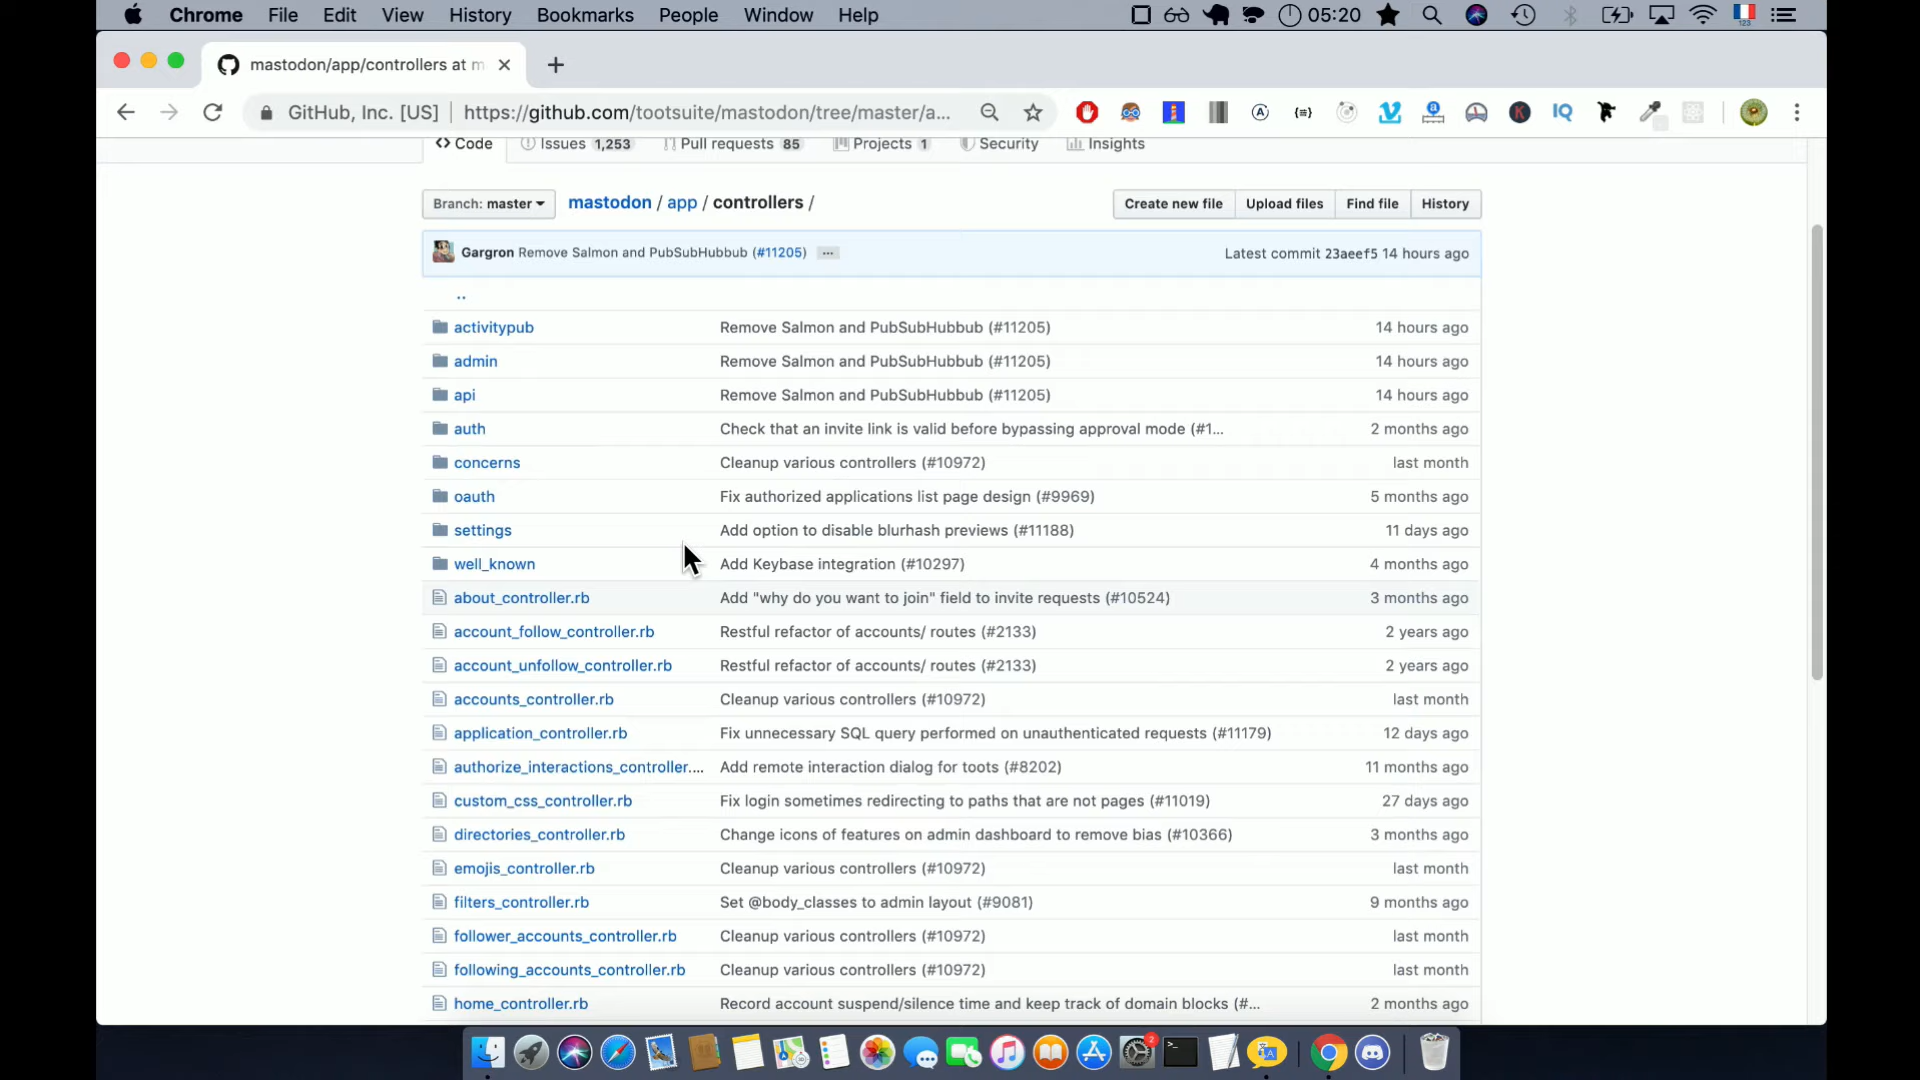 Chrome File Edit View History Bookmarks People Window Help 05:20
mastodon/app/controllers at m
GitHub, Inc. [US] https://github.com/tootsuite/mastodon/tree/master/a...
Code Issues 1,253 Pull requests 85 Projects 1 Security Insights
Branch: master mastodon / app / controllers / Create new file Upload files Find file History
Gargron Remove Salmon and PubSubHubbub (#11205) ... Latest commit 23aeef5 14 hours ago
..
activitypub Remove Salmon and PubSubHubbub (#11205) 14 hours ago
admin Remove Salmon and PubSubHubbub (#11205) 14 hours ago
api Remove Salmon and PubSubHubbub (#11205) 14 hours ago
auth Check that an invite link is valid before bypassing approval mode (#1... 2 months ago
concerns Cleanup various controllers (#10972) last month
oauth Fix authorized applications list page design (#9969) 5 months ago
settings Add option to disable blurhash previews (#11188) 11 days ago
well_known Add Keybase integration (#10297) 4 months ago
about_controller.rb Add "why do you want to join" field to invite requests (#10524) 3 months ago
account_follow_controller.rb Restful refactor of accounts/ routes (#2133) 2 years ago
account_unfollow_controller.rb Restful refactor of accounts/ routes (#2133) 2 years ago
accounts_controller.rb Cleanup various controllers (#10972) last month
application_controller.rb Fix unnecessary SQL query performed on unauthenticated requests (#11179) 12 days ago
authorize_interactions_controller.... Add remote interaction dialog for toots (#8202) 11 months ago
custom_css_controller.rb Fix login sometimes redirecting to paths that are not pages (#11019) 27 days ago
directories_controller.rb Change icons of features on admin dashboard to remove bias (#10366) 3 months ago
emojis_controller.rb Cleanup various controllers (#10972) last month
filters_controller.rb Set @body_classes to admin layout (#9081) 9 months ago
follower_accounts_controller.rb Cleanup various controllers (#10972) last month
following_accounts_controller.rb Cleanup various controllers (#10972) last month
home_controller.rb Record account suspend/silence time and keep track of domain blocks (#... 2 months ago